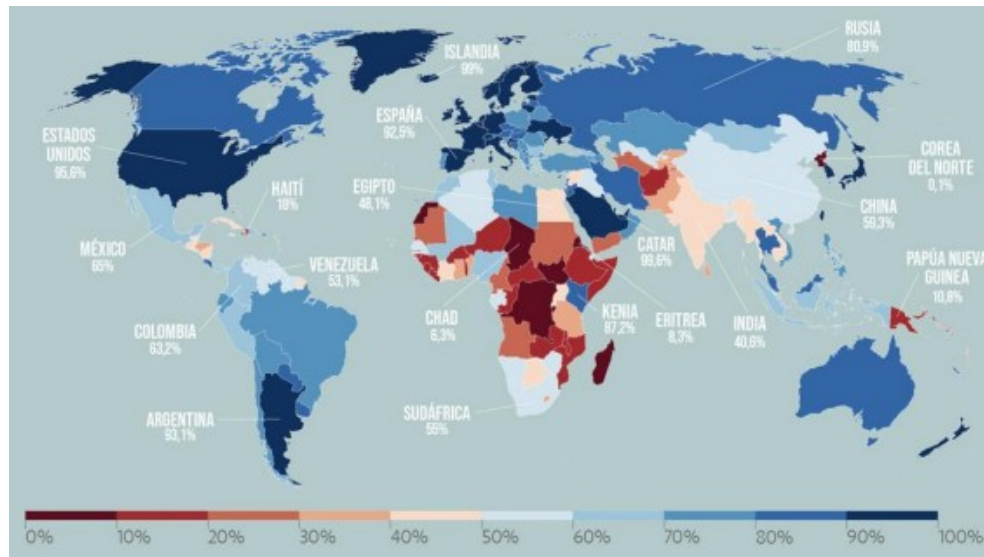 RUSIA
80,9%
ISLANDIA
99%
ESTADOS
UNIDOS
95,6%
ESPAÑA
92,5%
COREA
DEL NORTE
0,1%
HAITÍ
18%
EGIPTO
48,1%
CHINA
59,3%
MÉXICO
65%
VENEZUELA
53,1%
CATAR
99,6%
PAPÚA NUEVA
GUINEA
10,8%
COLOMBIA
63,2%
CHAD
6,3%
KENIA
87,2%
ERITREA
8,3%
INDIA
40,6%
ARGENTINA
93,1%
SUDÁFRICA
55%
0% 10% 20% 30% 40% 50% 60% 70% 80% 90% 100%